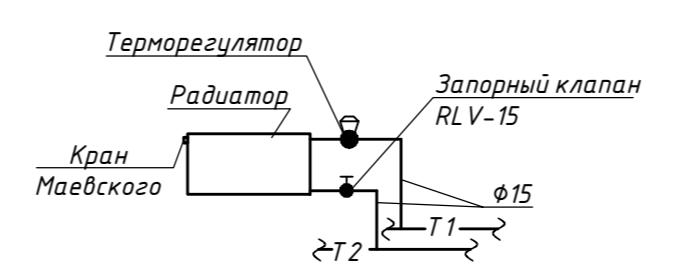 Терморегулятор
Запорный клапан
RLV-15
Радиатор
Кран
Маевского
Ф15
Т1
Т2